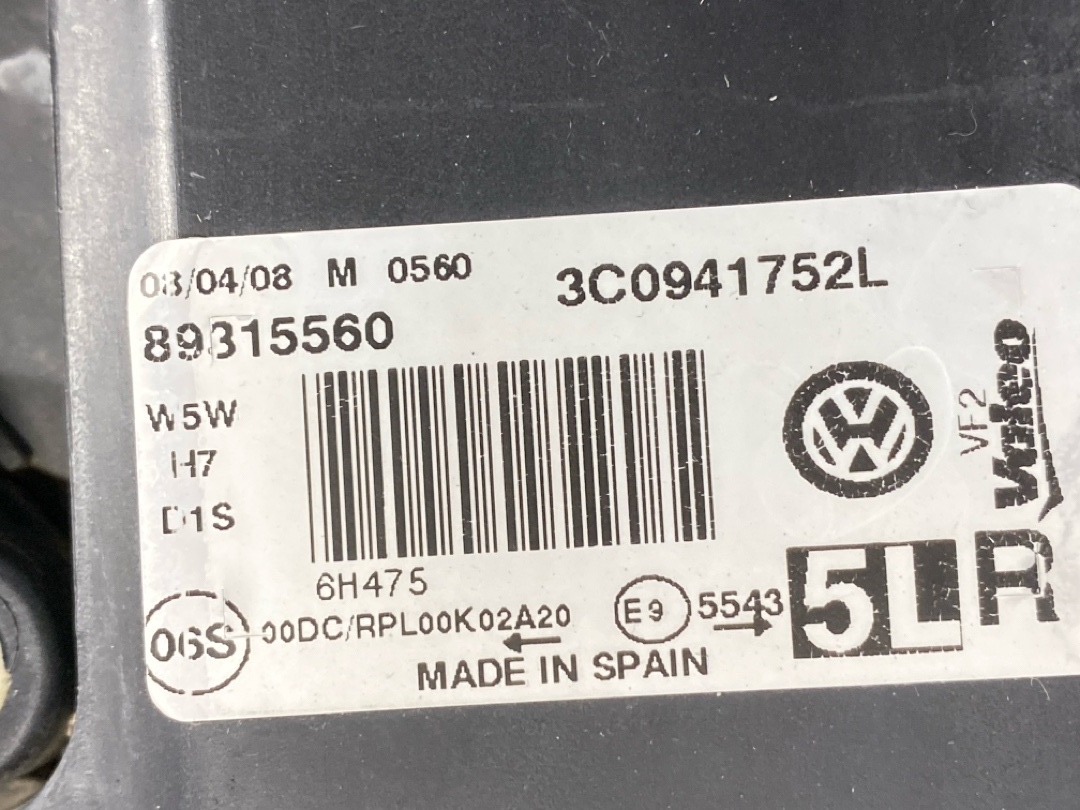 03/04/08 M 0560 3C0941752L
89315560
W5W
H7
D1S
6H475
06S 00DC/RPL00K02A20
E9 5543
MADE IN SPAIN
VF2
Valeo
5L R